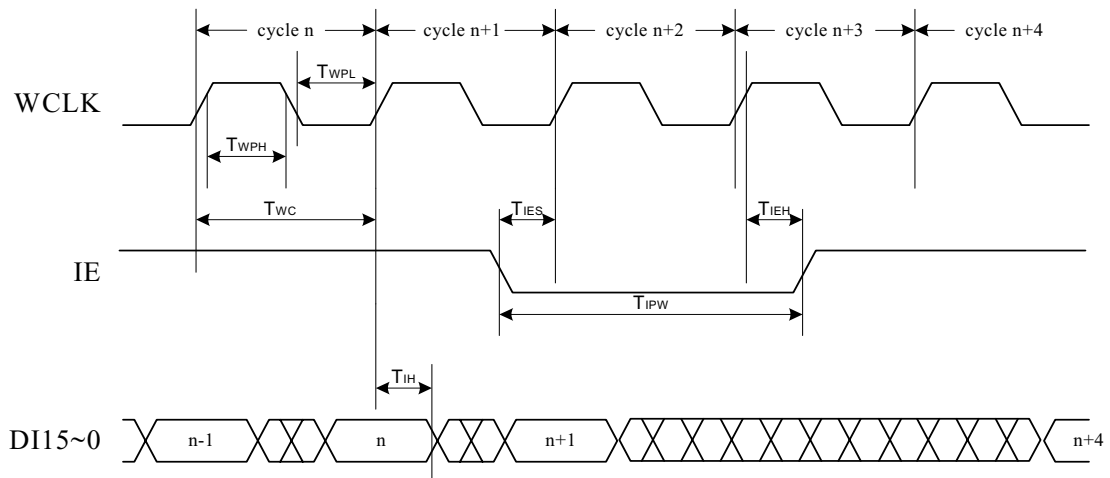 cycle n
cycle n+1
cycle n+2
cycle n+3
cycle n+4
WCLK
TWPL
TWPH
TWC
TIES
TIEH
IE
TIPW
TIH
DI15~0
n-1
n
n+1
n+4